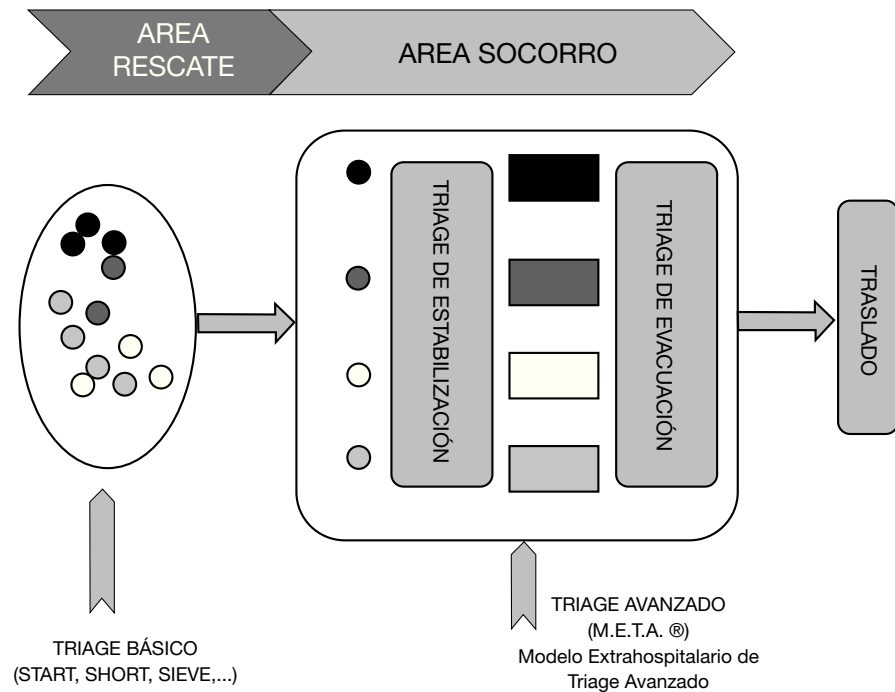 AREA
RESCATE
AREA SOCORRO
TRIAGE DE ESTABILIZACIÓN
TRIAGE DE EVACUACIÓN
TRASLADO
TRIAGE BÁSICO
(START, SHORT, SIEVE,...)
TRIAGE AVANZADO
(M.E.T.A. ®)
Modelo Extrahospitalario de
Triage Avanzado